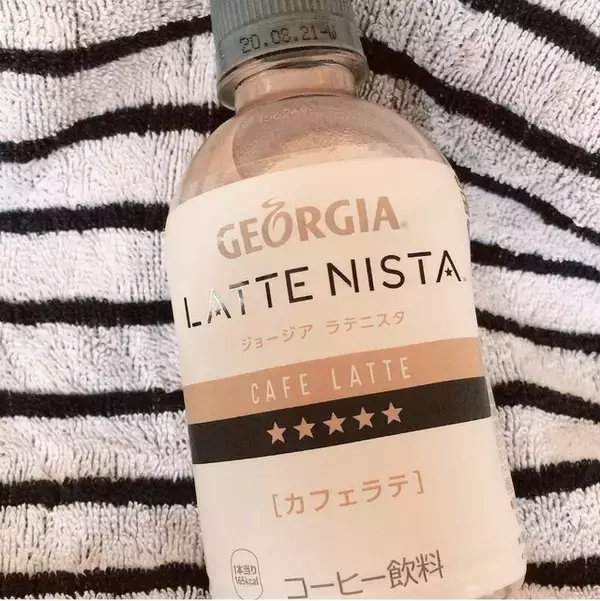 20.08.21-W
GEORGIA®
LATTE NISTA™
ジョージア ラテニスタ
CAFE LATTE
★★★★★
[カフェラテ]
1本当り
165kcal
コーヒー飲料